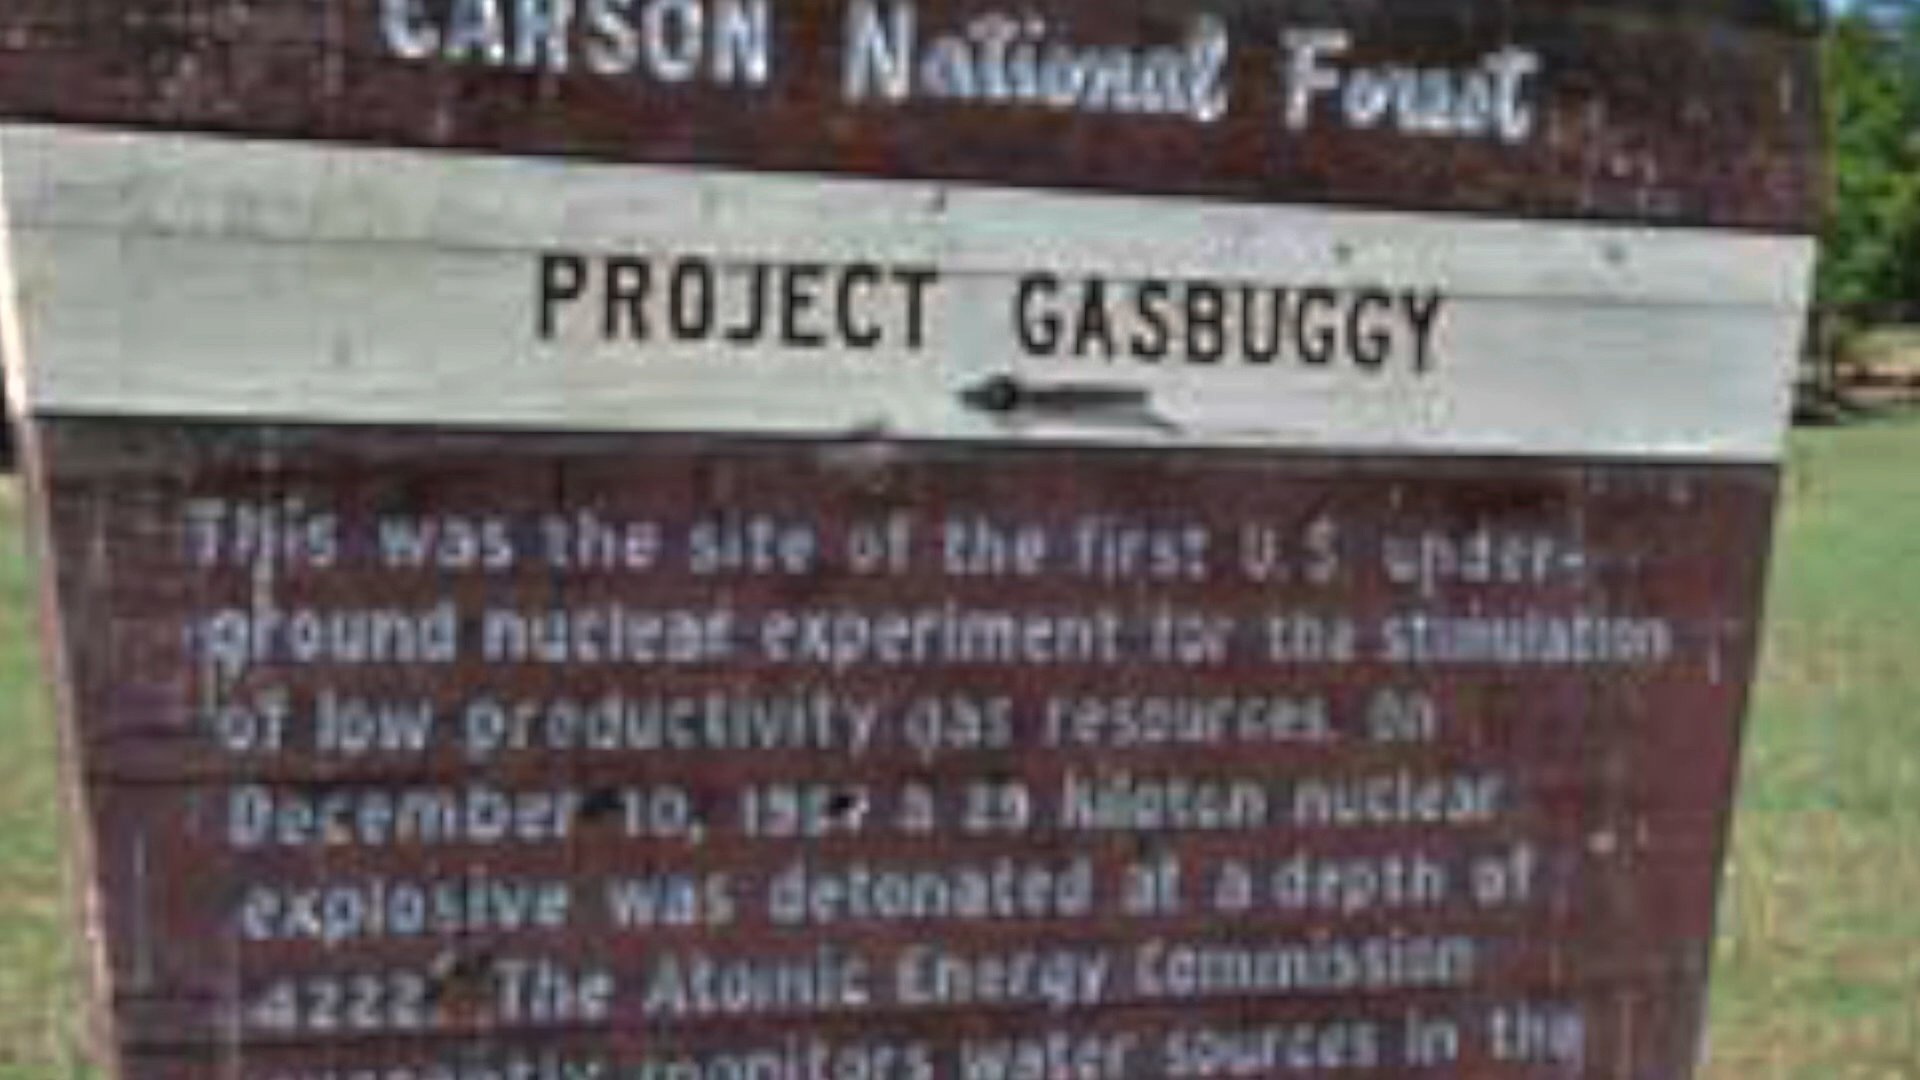 CARSON National Forest
PROJECT GASBUGGY
This was the site of the first U.S. under-
ground nuclear experiment for the stimulation
of low productivity gas resources. On
December 10, 1967 a 29 kiloton nuclear
explosive was detonated at a depth of
4222'. The Atomic Energy Commission
monitors water sources in the